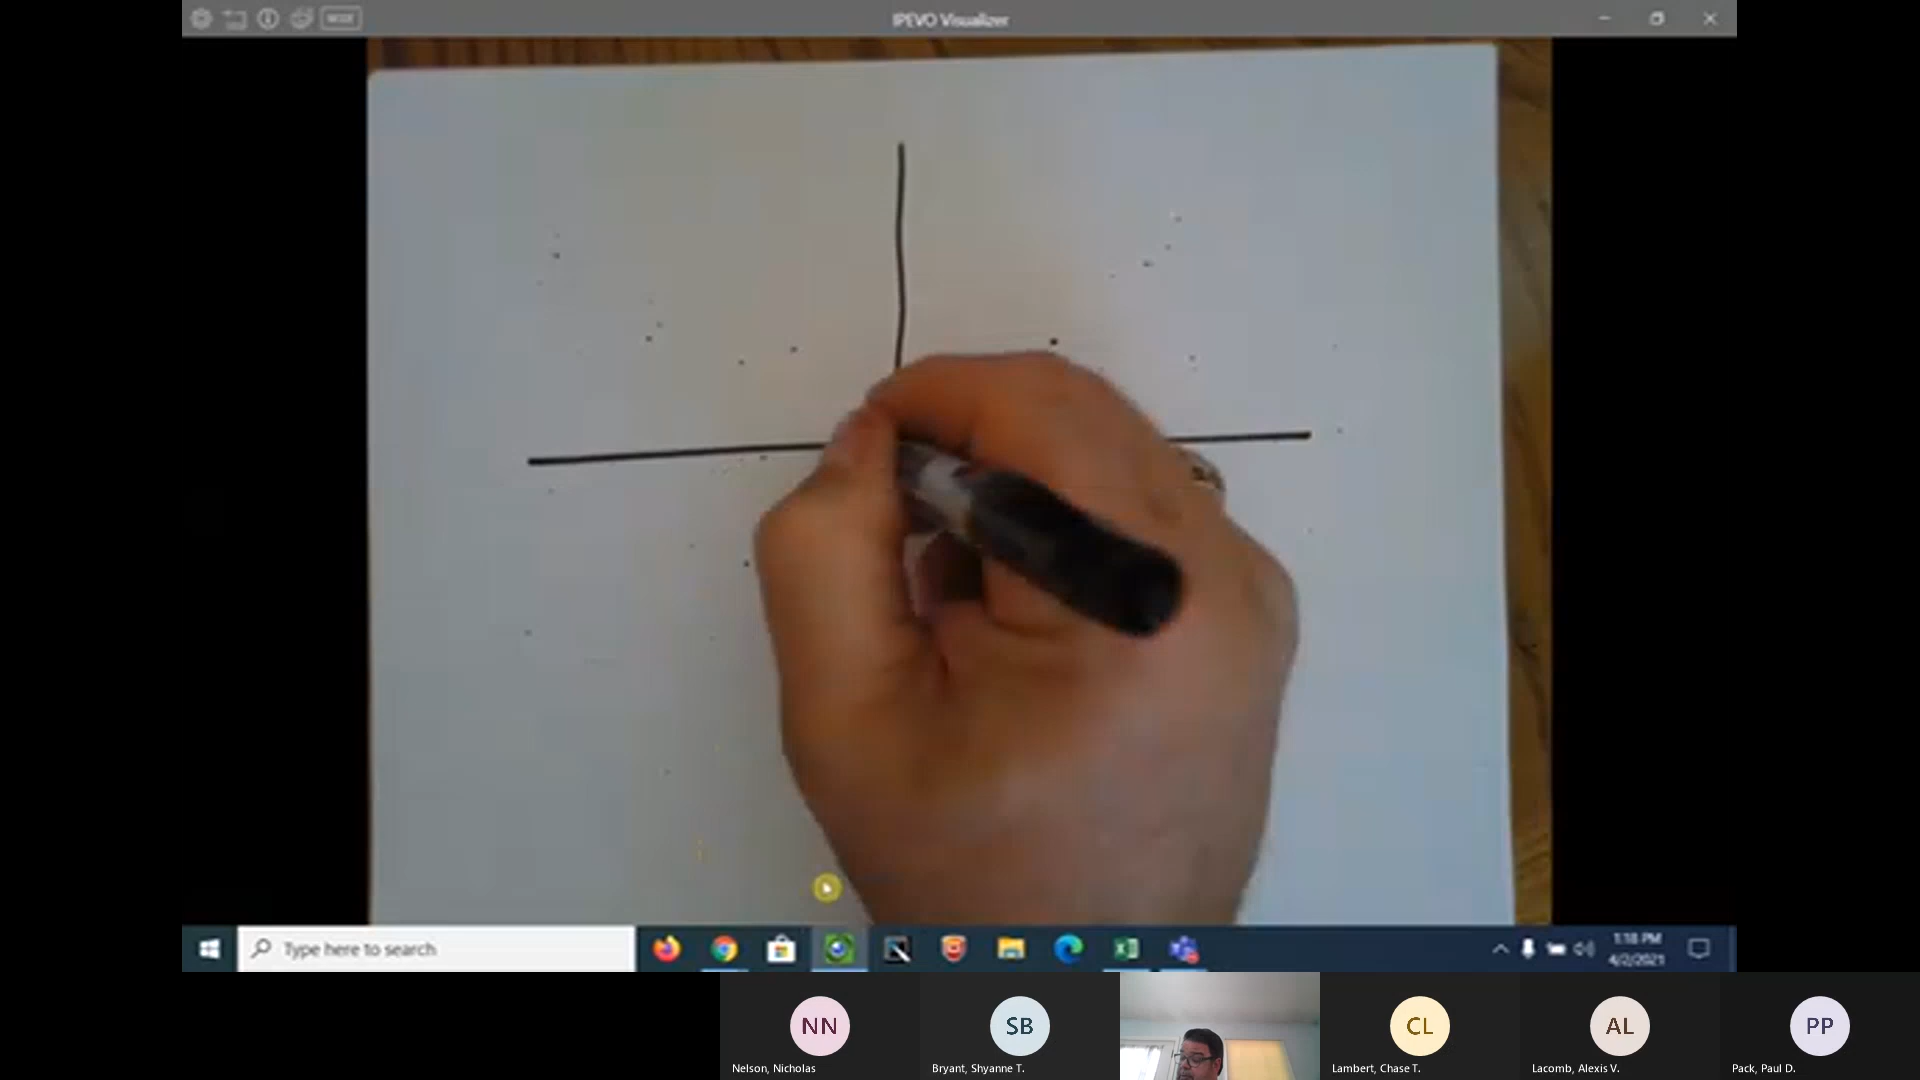 IPEVO Visualizer
Type here to search
1:18 PM
4/2/2021
NN
SB
CL
AL
PP
Nelson, Nicholas
Bryant, Shyanne T.
Lambert, Chase T.
Lacomb, Alexis V.
Pack, Paul D.